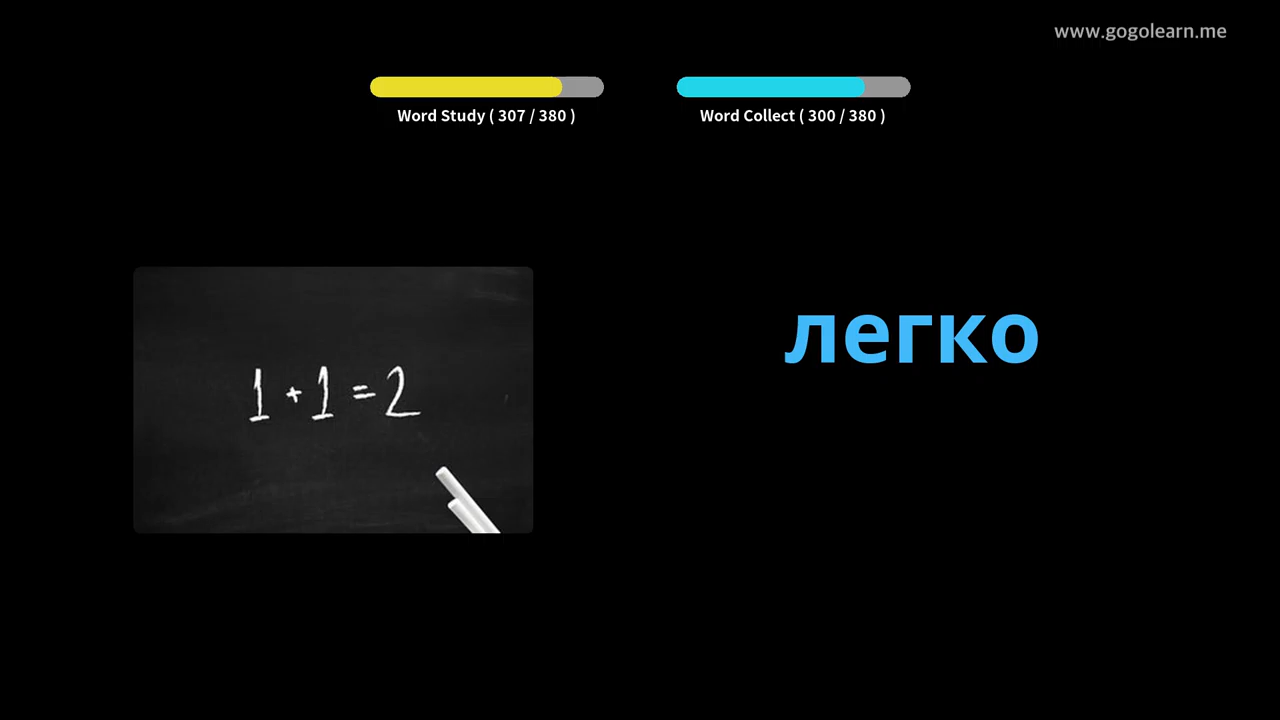 www.gogolearn.me
Word Study ( 307 / 380 )
Word Collect ( 300 / 380 )
легко
1 + 1 = 2